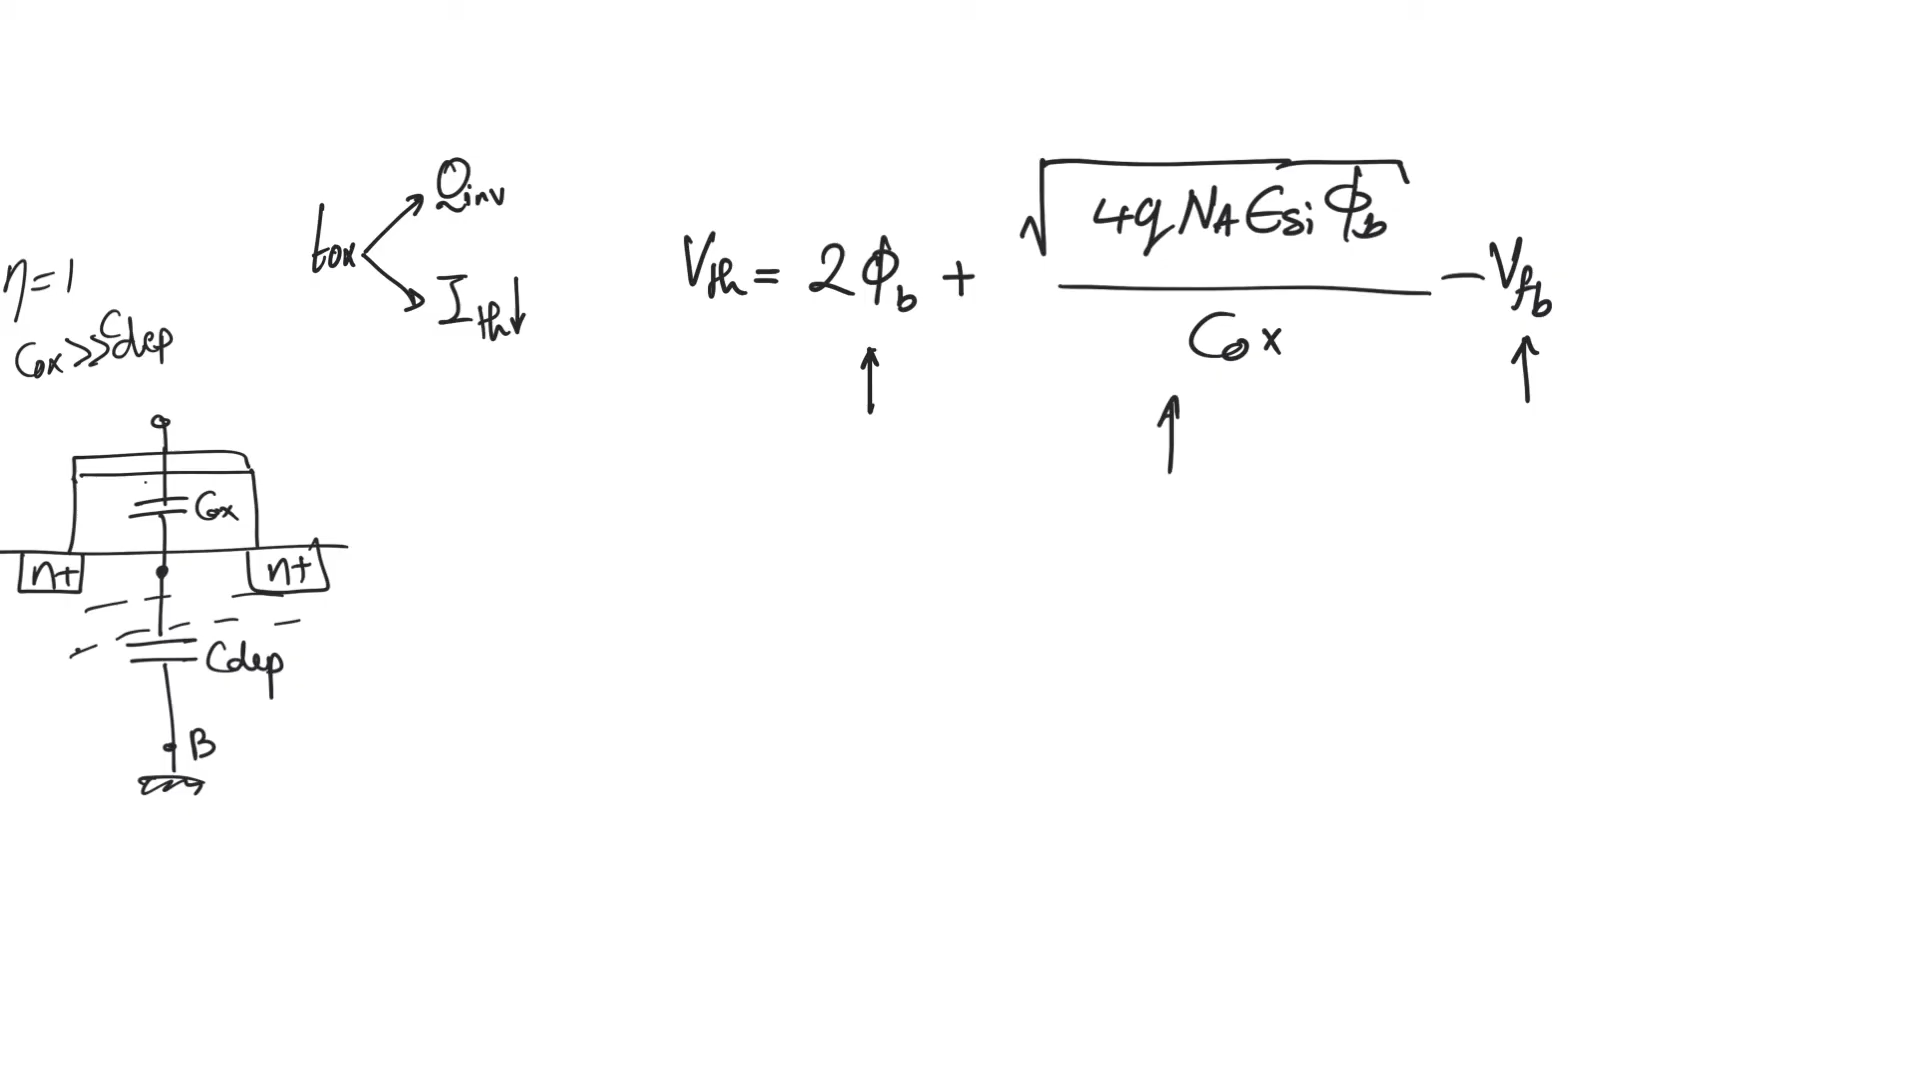 tox Qinv
Ith↓
η=1
Cox>>Cdep
Vth = 2ϕb + √(4qNAϵsiϕb) / Cox − Vfb
Cox
n+ n+
Cdep
B